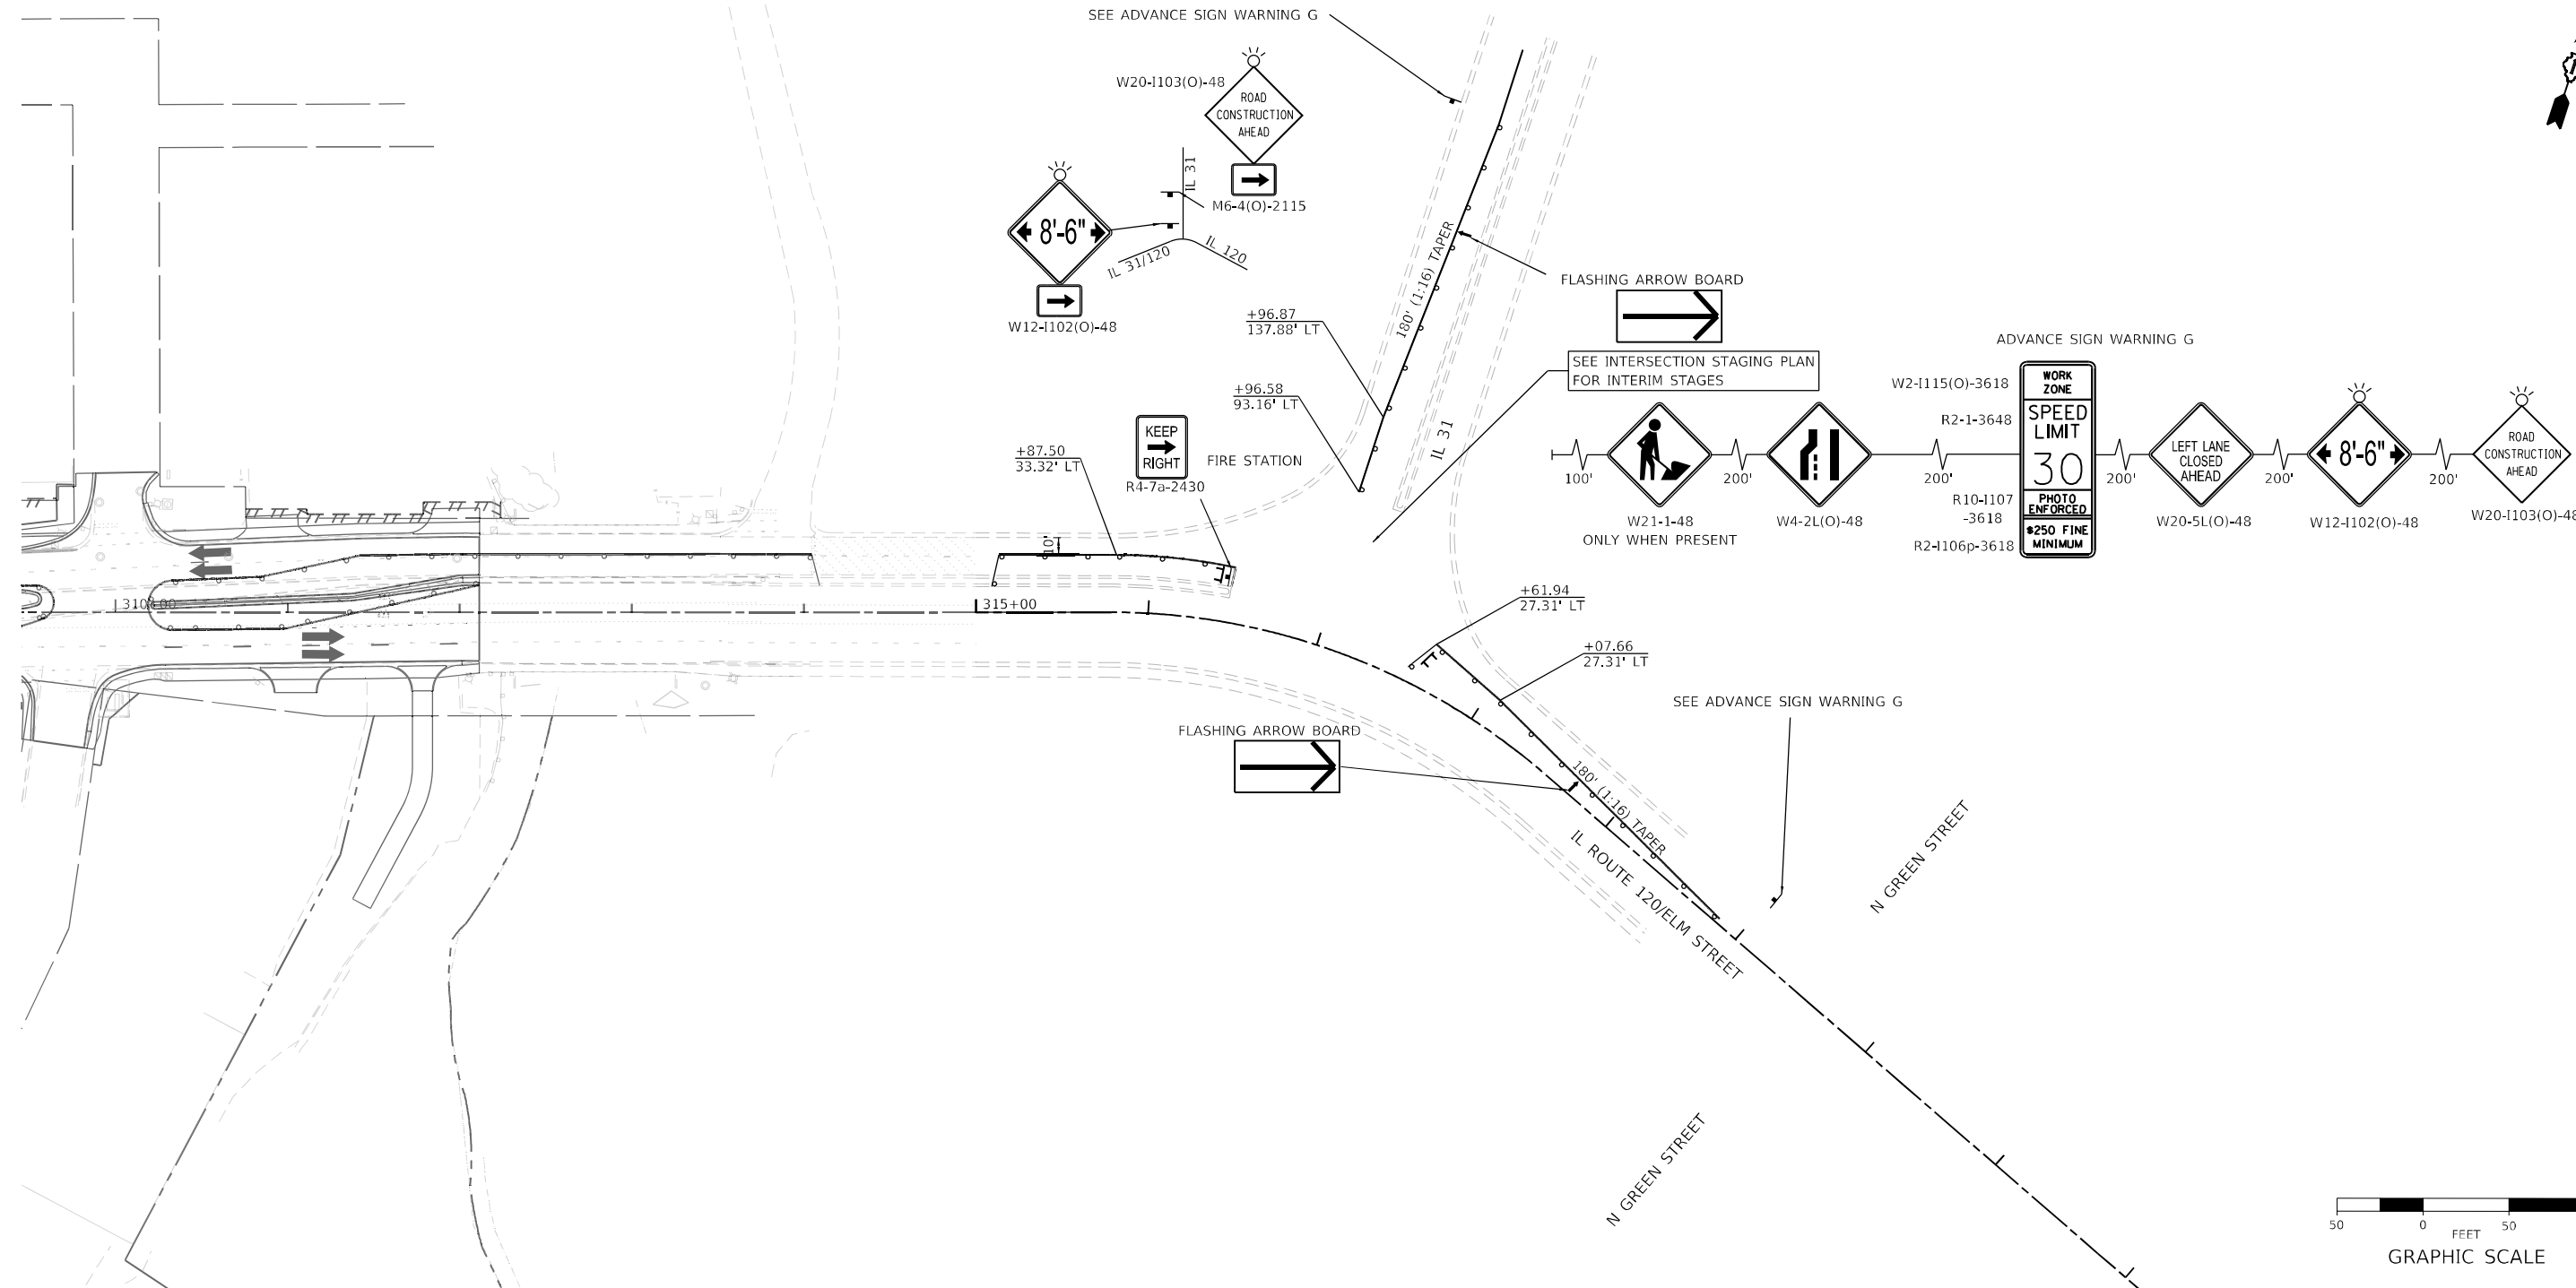 SEE ADVANCE SIGN WARNING G
W20-I103(O)-48
ROAD
CONSTRUCTION
AHEAD
M6-4(O)-2115
IL 31
8'-6"
IL 31/120
IL 120
W12-I102(O)-48
180' (1:16) TAPER
FLASHING ARROW BOARD
+96.87
137.88' LT
SEE INTERSECTION STAGING PLAN
FOR INTERIM STAGES
+96.58
93.16' LT
IL 31
KEEP
RIGHT
R4-7a-2430
FIRE STATION
+87.50
33.32' LT
ADVANCE SIGN WARNING G
100'
W21-1-48
ONLY WHEN PRESENT
200'
W4-2L(O)-48
200'
W2-I115(O)-3618
R2-1-3648
R10-I107
-3618
R2-I106p-3618
WORK
ZONE
SPEED
LIMIT
30
PHOTO
ENFORCED
$250 FINE
MINIMUM
200'
LEFT LANE
CLOSED
AHEAD
W20-5L(O)-48
200'
8'-6"
W12-I102(O)-48
200'
ROAD
CONSTRUCTION
AHEAD
W20-I103(O)-48
10'
310+00
315+00
+61.94
27.31' LT
+07.66
27.31' LT
SEE ADVANCE SIGN WARNING G
FLASHING ARROW BOARD
180' (1:16) TAPER
IL ROUTE 120/ELM STREET
N GREEN STREET
N GREEN STREET
50
0
50
FEET
GRAPHIC SCALE